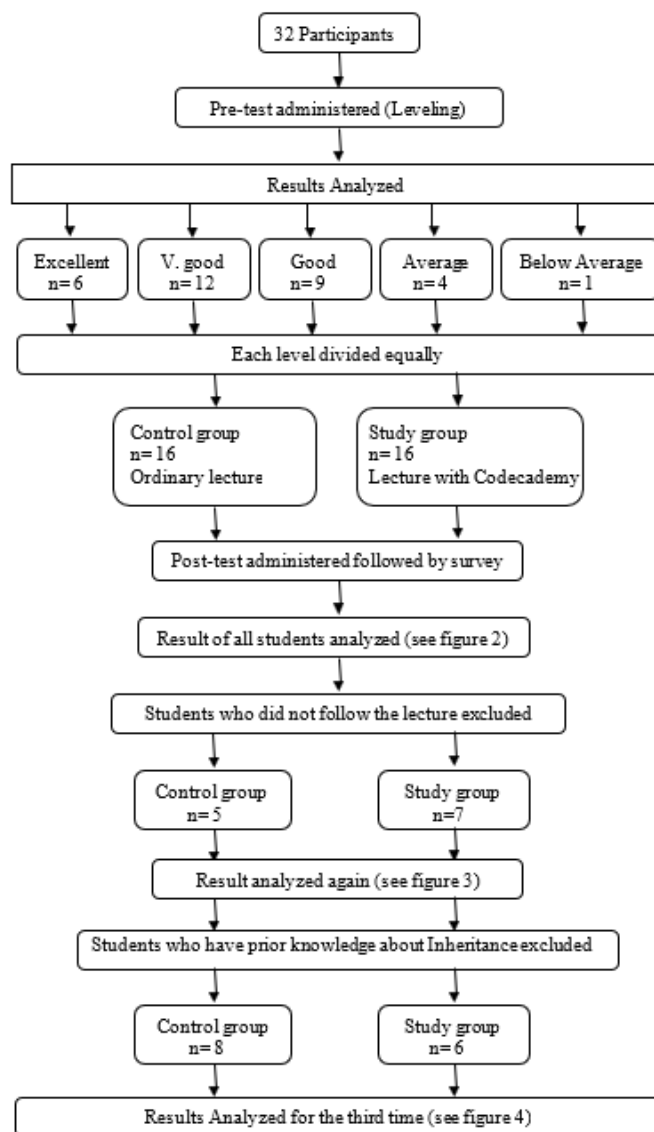 32 Participants
Pre-test administered (Leveling)
Results Analyzed
Excellent
n= 6
V. good
n= 12
Good
n= 9
Average
n= 4
Below Average
n= 1
Each level divided equally
Control group
n= 16
Ordinary lecture
Study group
n= 16
Lecture with Codecademy
Post-test administered followed by survey
Result of all students analyzed (see figure 2)
Students who did not follow the lecture excluded
Control group
n= 5
Study group
n=7
Result analyzed again (see figure 3)
Students who have prior knowledge about Inheritance excluded
Control group
n= 8
Study group
n= 6
Results Analyzed for the third time (see figure 4)